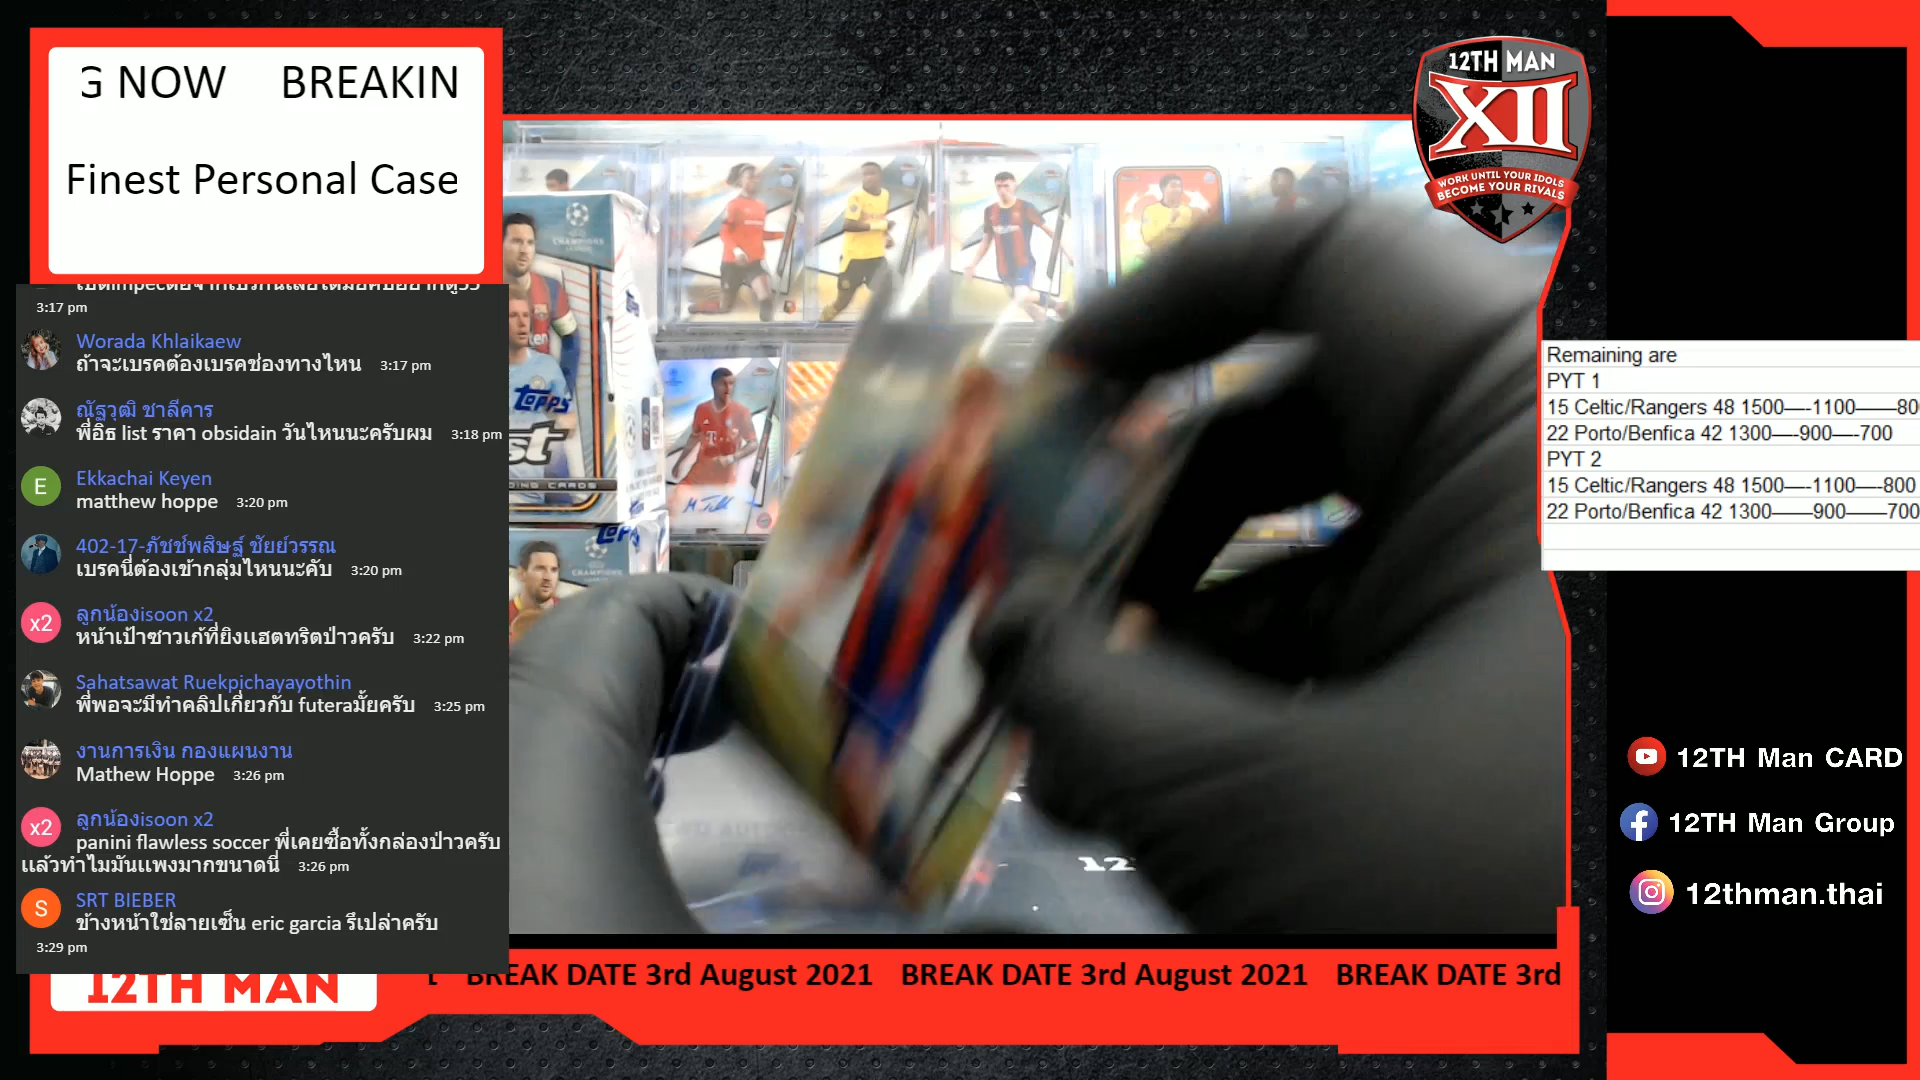 G NOW BREAKIN
Finest Personal Case
3:17 pm
Worada Khlaikaew
ถ้าจะเบรคต้องเบรคช่องทางไหน 3:17 pm
ณัฐวุฒิ ชาลีคาร
พี่อิธ list ราคา obsidain วันไหนนะครับผม 3:18 pm
E
Ekkachai Keyen
matthew hoppe 3:20 pm
402-17-ภัชช์พสิษฐ์ ชัยย์วรรณ
เบรคนี่ต้องเข้ากลุ่มไหนนะคับ 3:20 pm
x2
ลูกน้องisoon x2
หน้าเป้าซาวเก้ที่ยิงแฮตทริตป่าวครับ 3:22 pm
Sahatsawat Ruekpichayayothin
พี่พอจะมีทำคลิปเกี่ยวกับ futeraมั้ยครับ 3:25 pm
งานการเงิน กองแผนงาน
Mathew Hoppe 3:26 pm
x2
ลูกน้องisoon x2
panini flawless soccer พี่เคยซื้อทั้งกล่องป่าวครับ
แล้วทำไมมันแพงมากขนาดนี่ 3:26 pm
S
SRT BIEBER
ข้างหน้าใช่ลายเซ็น eric garcia รึเปล่าครับ
3:29 pm
12TH MAN
BREAK DATE 3rd August 2021 BREAK DATE 3rd August 2021 BREAK DATE 3rd
12TH MAN
XII
WORK UNTIL YOUR IDOLS
BECOME YOUR RIVALS
CHAMPIONS
topps
st
12
Remaining are
PYT 1
15 Celtic/Rangers 48 1500—-1100——80
22 Porto/Benfica 42 1300—-900—-700
PYT 2
15 Celtic/Rangers 48 1500—-1100—-800
22 Porto/Benfica 42 1300——900——700
12TH Man CARD
12TH Man Group
12thman.thai